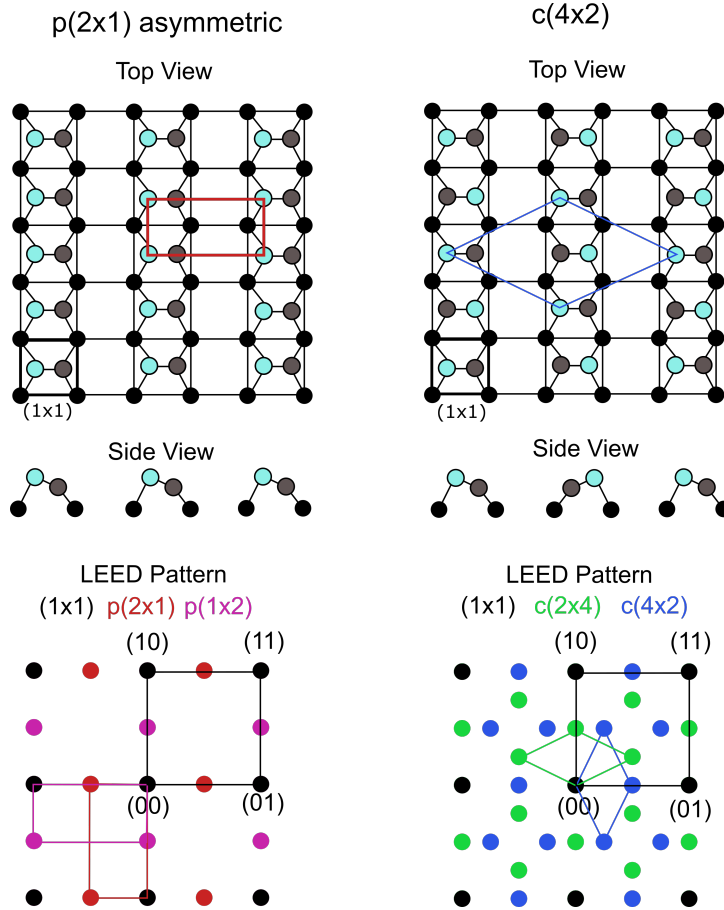 p(2x1) asymmetric
Top View
(1x1)
Side View
LEED Pattern
(1x1) p(2x1) p(1x2)
(10) (11)
(00) (01)
c(4x2)
Top View
(1x1)
Side View
LEED Pattern
(1x1) c(2x4) c(4x2)
(10) (11)
(00) (01)